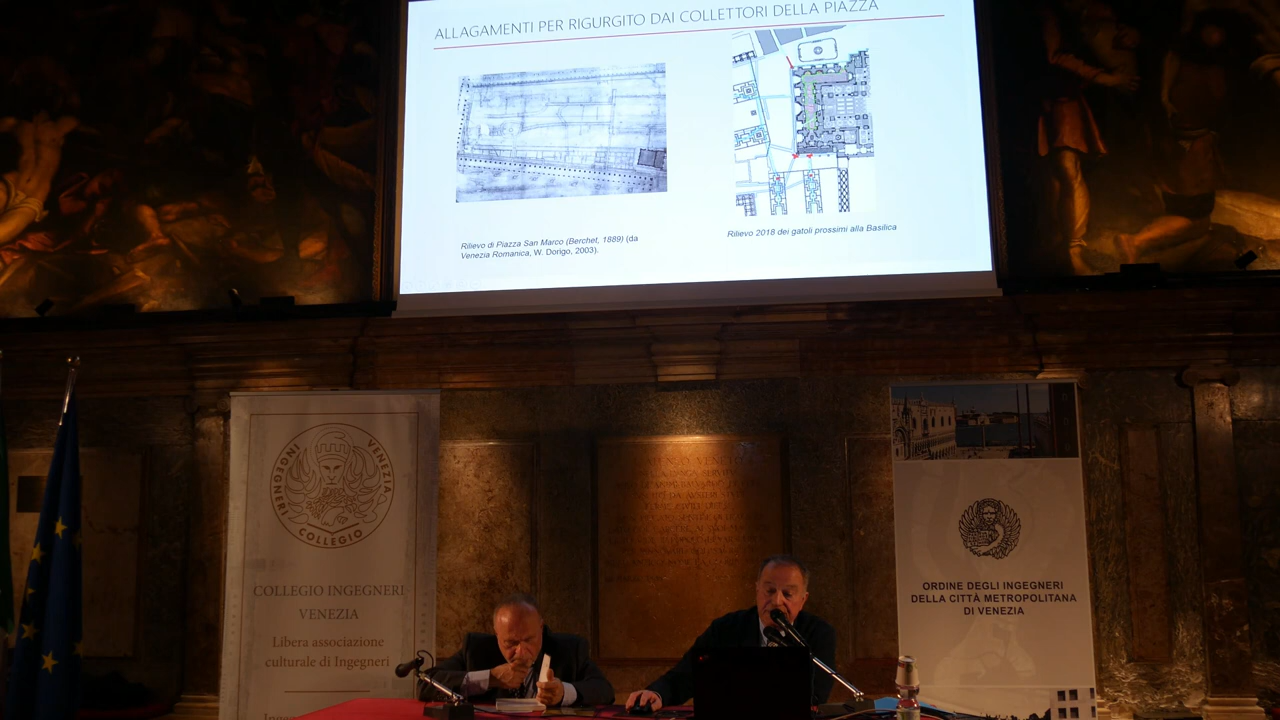 ALLAGAMENTI PER RIGURGITO DAI COLLETTORI DELLA PIAZZA
Rilievo di Piazza San Marco (Berchet, 1889) (da
Venezia Romanica, W. Dorigo, 2003).
Rilievo 2018 dei gatoli prossimi alla Basilica
INGEGNERI VENEZIA
COLLEGIO
COLLEGIO INGEGNERI
VENEZIA
Libera associazione
culturale di Ingegneri
ORDINE DEGLI INGEGNERI
DELLA CITTÀ METROPOLITANA
DI VENEZIA